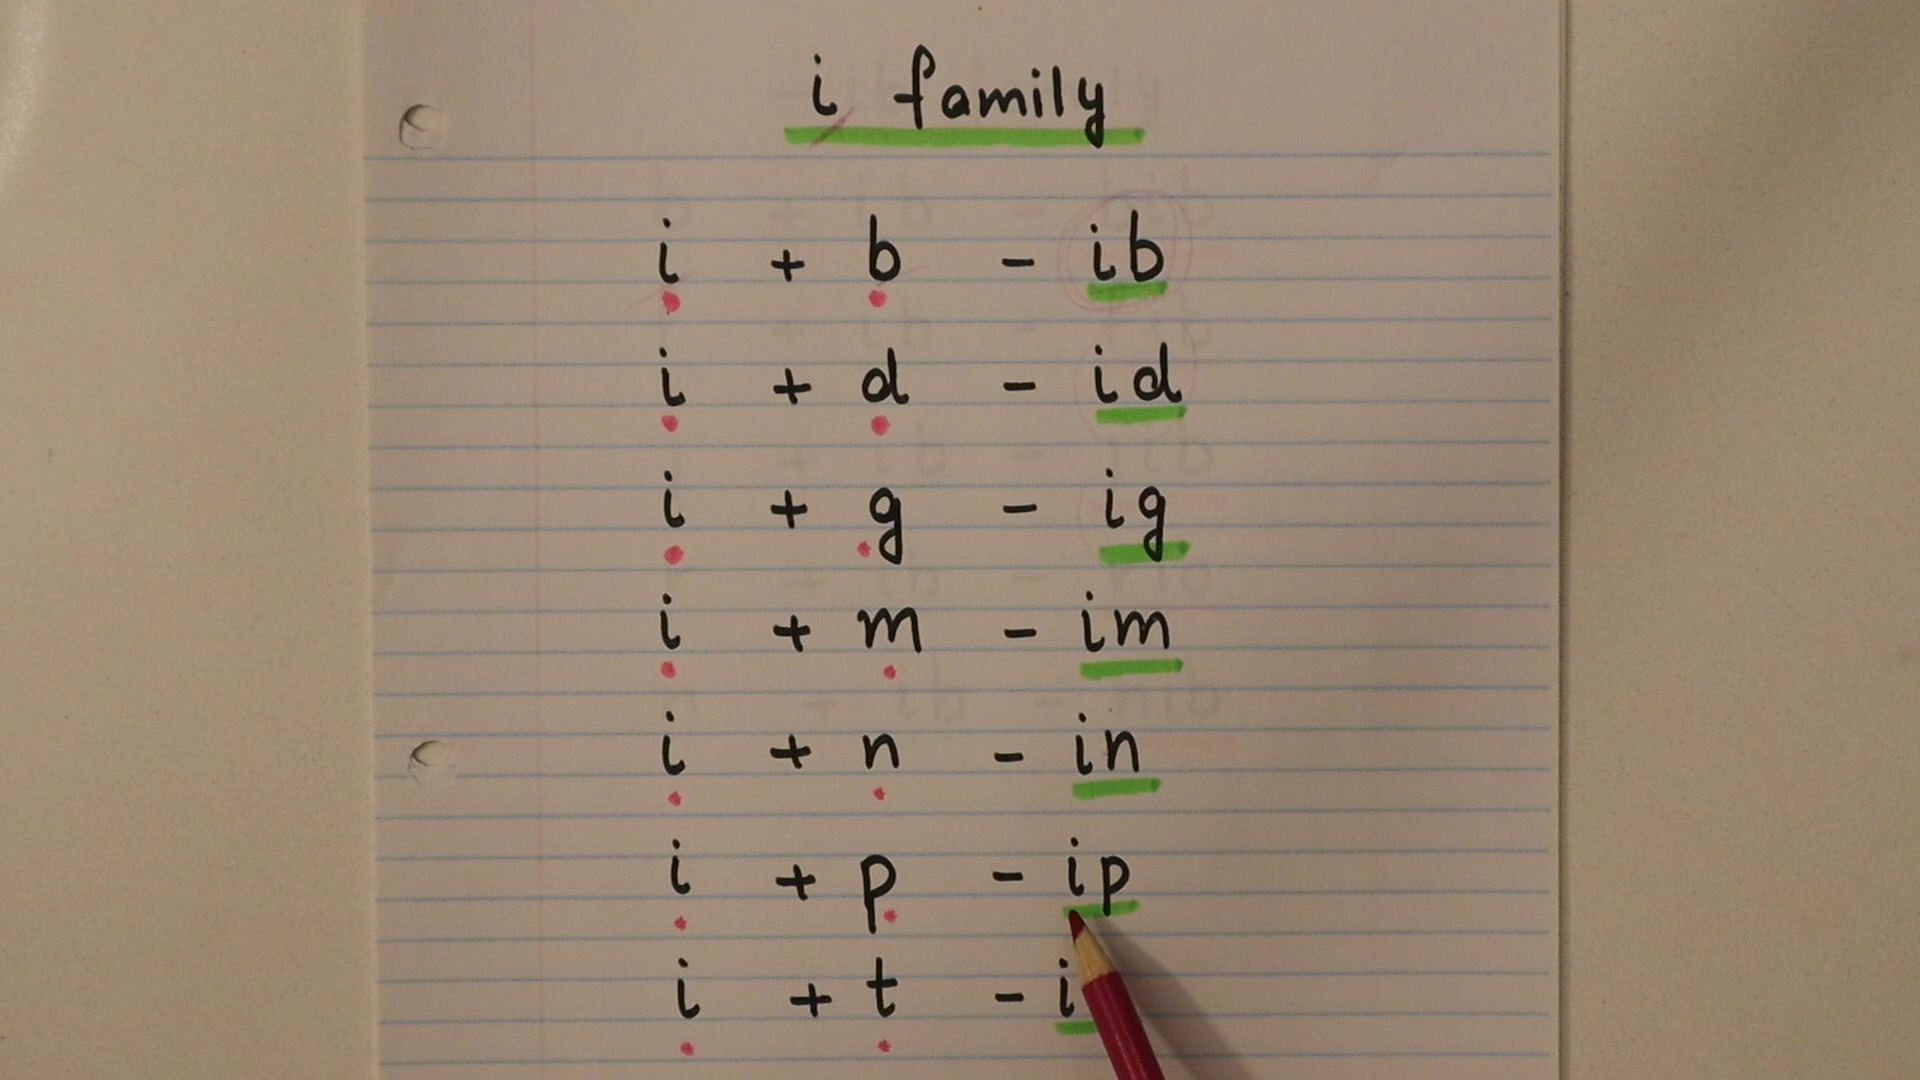 i family
i + b - ib
i + d - id
i + g - ig
i + m - im
i + n - in
i + p - ip
i + t - i